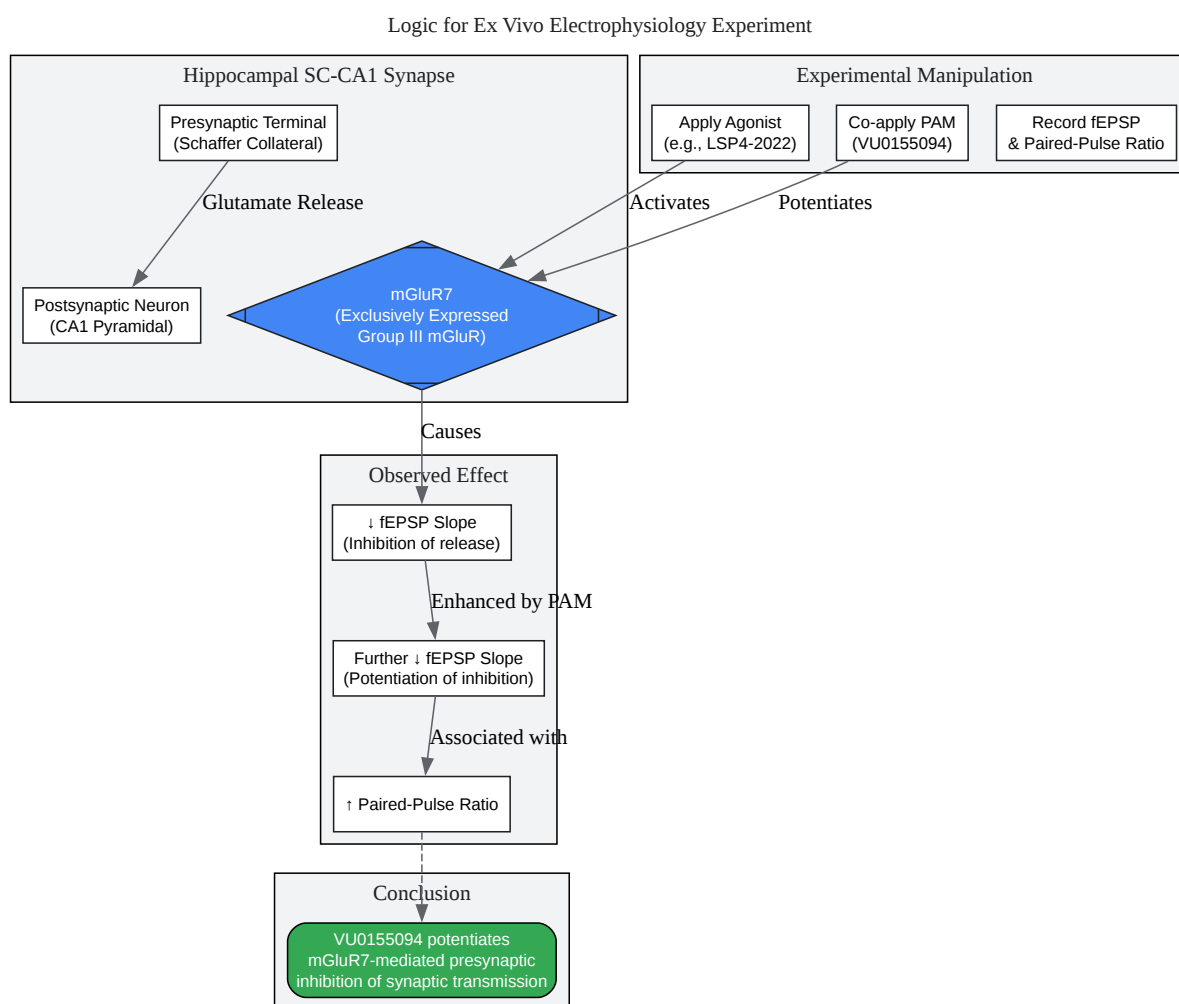 Logic for Ex Vivo Electrophysiology Experiment
Hippocampal SC-CA1 Synapse
Experimental Manipulation
Presynaptic Terminal
(Schaffer Collateral)
Apply Agonist
(e.g., LSP4-2022)
Co-apply PAM
(VU0155094)
Record fEPSP
& Paired-Pulse Ratio
Glutamate Release
Activates
Potentiates
Postsynaptic Neuron
(CA1 Pyramidal)
mGluR7
(Exclusively Expressed
Group III mGluR)
Causes
Observed Effect
↓ fEPSP Slope
(Inhibition of release)
Enhanced by PAM
Further ↓ fEPSP Slope
(Potentiation of inhibition)
Associated with
↑ Paired-Pulse Ratio
Conclusion
VU0155094 potentiates
mGluR7-mediated presynaptic
inhibition of synaptic transmission